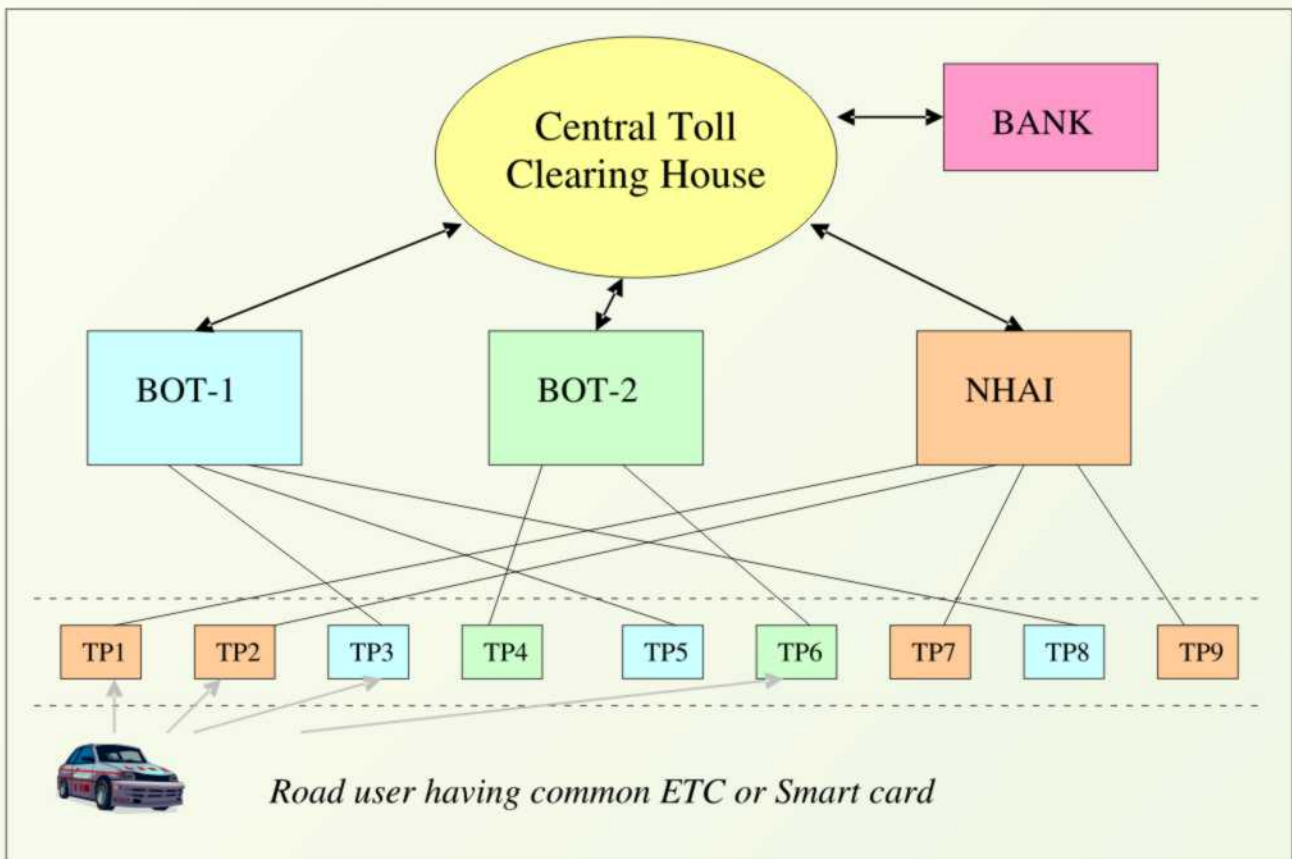 Central Toll
Clearing House
BANK
BOT-1
BOT-2
NHAI
TP1
TP2
TP3
TP4
TP5
TP6
TP7
TP8
TP9
Road user having common ETC or Smart card